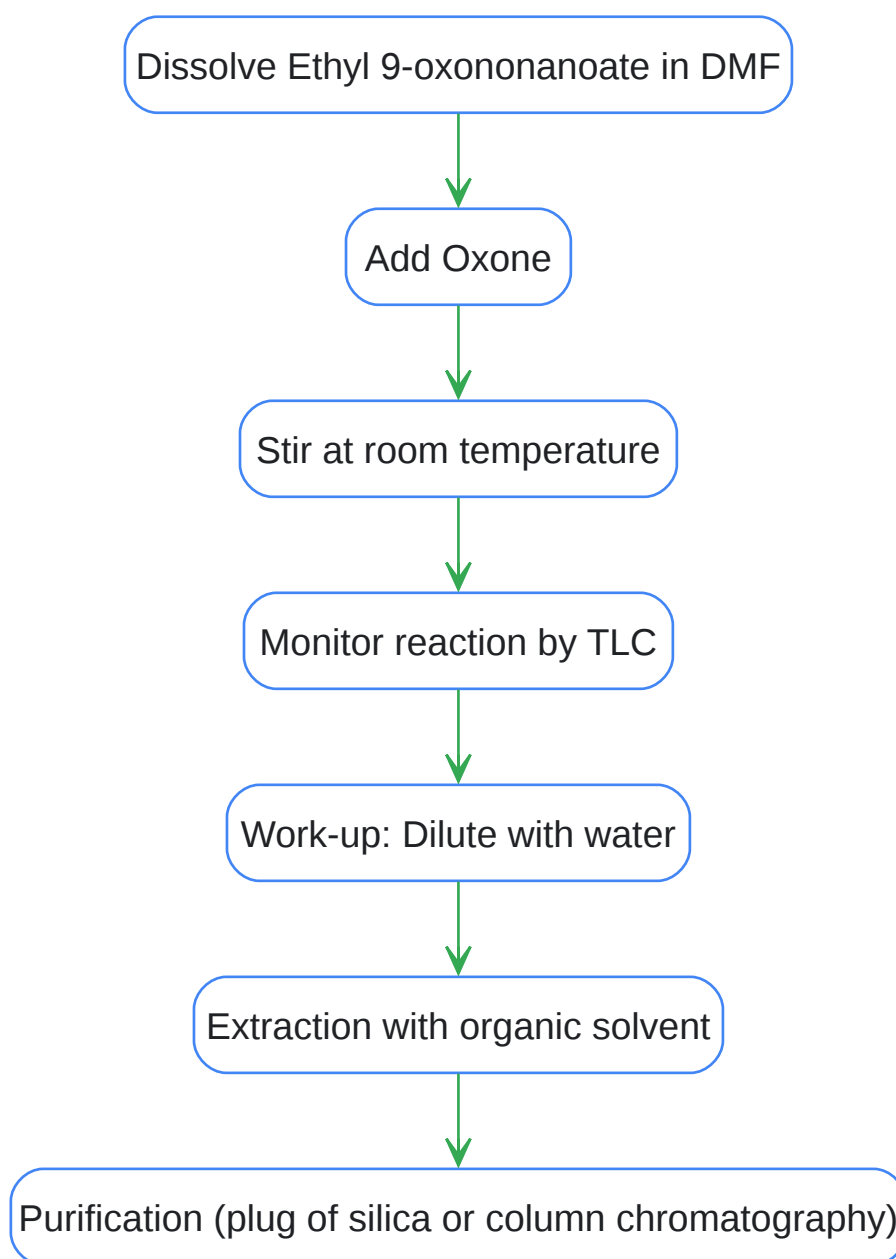 Dissolve Ethyl 9-oxononanoate in DMF
Add Oxone
Stir at room temperature
Monitor reaction by TLC
Work-up: Dilute with water
Extraction with organic solvent
Purification (plug of silica or column chromatography)